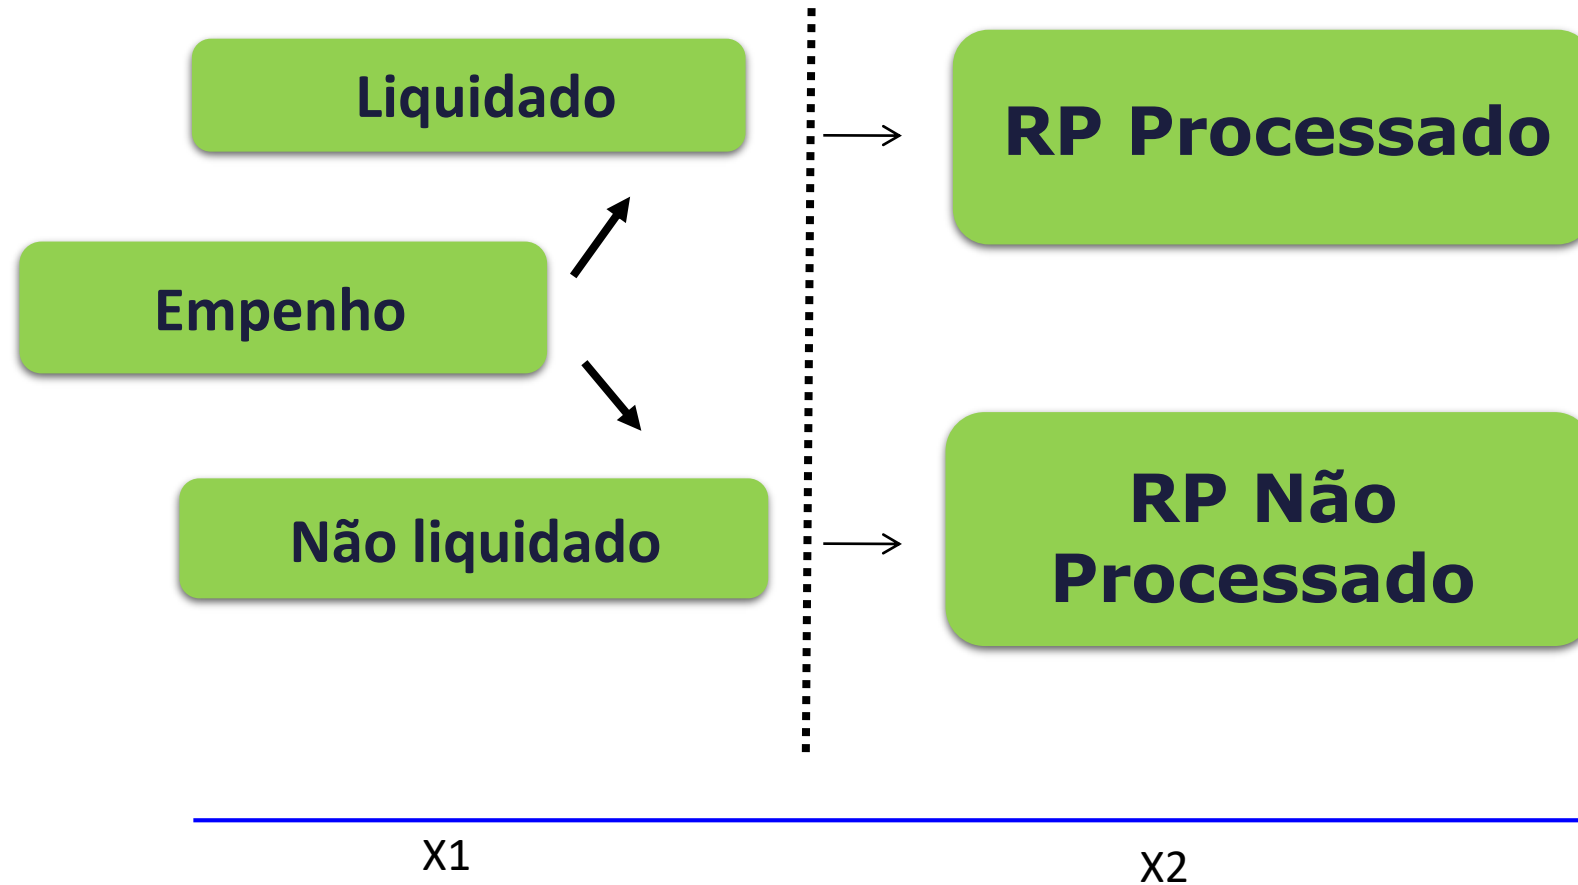 Liquidado
RP Processado
Empenho
Não liquidado
RP Não
Processado
X1
X2